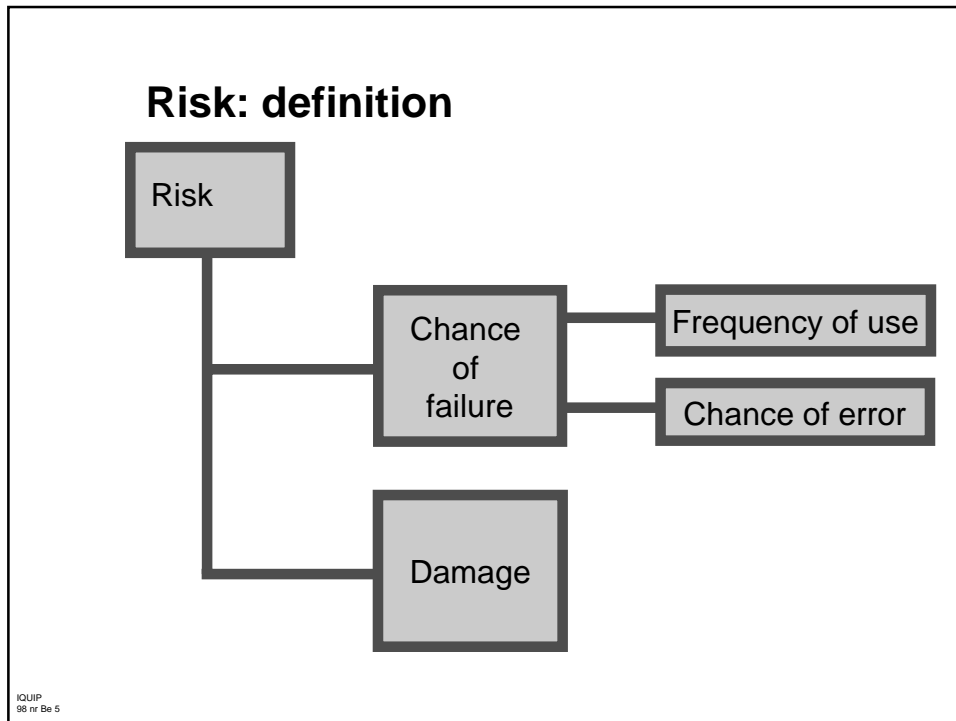 Risk: definition
Risk
Chance
of
failure
Frequency of use
Chance of error
Damage
IQUIP
98 nr Be 5